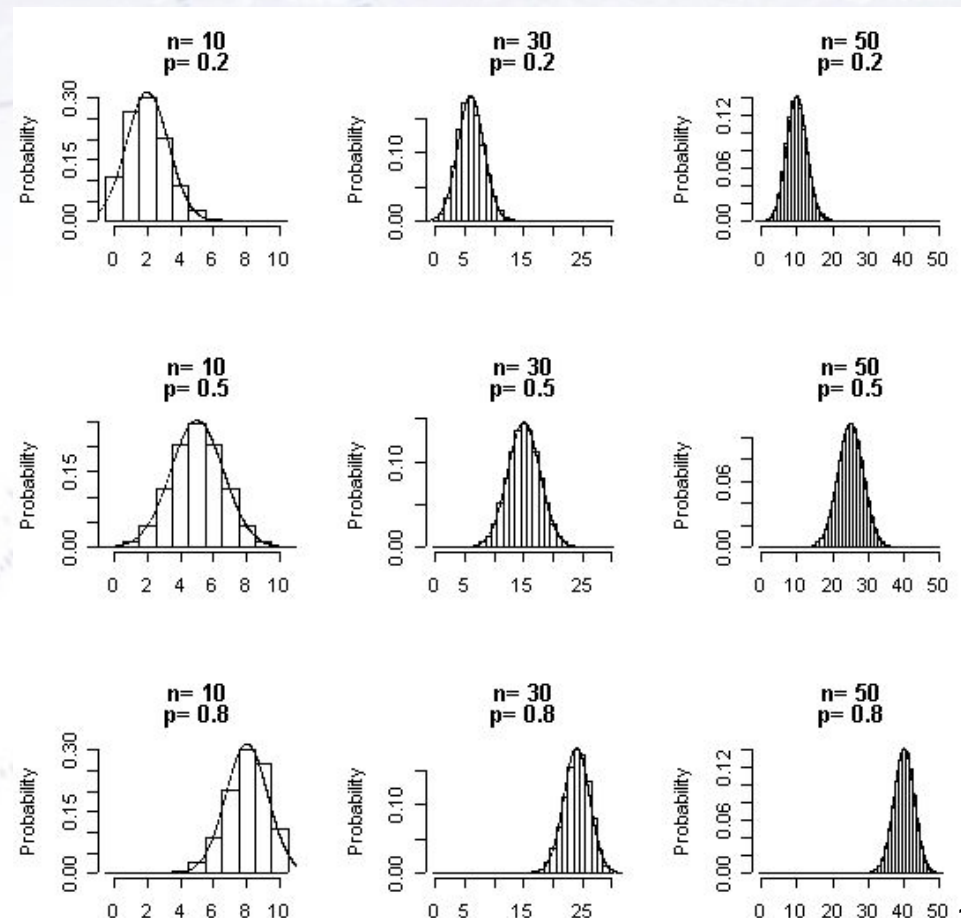 n= 10
p= 0.2
Probability
0.00 0.15 0.30
0 2 4 6 8 10
n= 30
p= 0.2
Probability
0.00 0.10
0 5 15 25
n= 50
p= 0.2
Probability
0.00 0.06 0.12
0 10 20 30 40 50
n= 10
p= 0.5
Probability
0.00 0.15
0 2 4 6 8 10
n= 30
p= 0.5
Probability
0.00 0.10
0 5 15 25
n= 50
p= 0.5
Probability
0.00 0.06
0 10 20 30 40 50
n= 10
p= 0.8
Probability
0.00 0.15 0.30
0 2 4 6 8 10
n= 30
p= 0.8
Probability
0.00 0.10
0 5 15 25
n= 50
p= 0.8
Probability
0.00 0.06 0.12
0 10 20 30 40 50